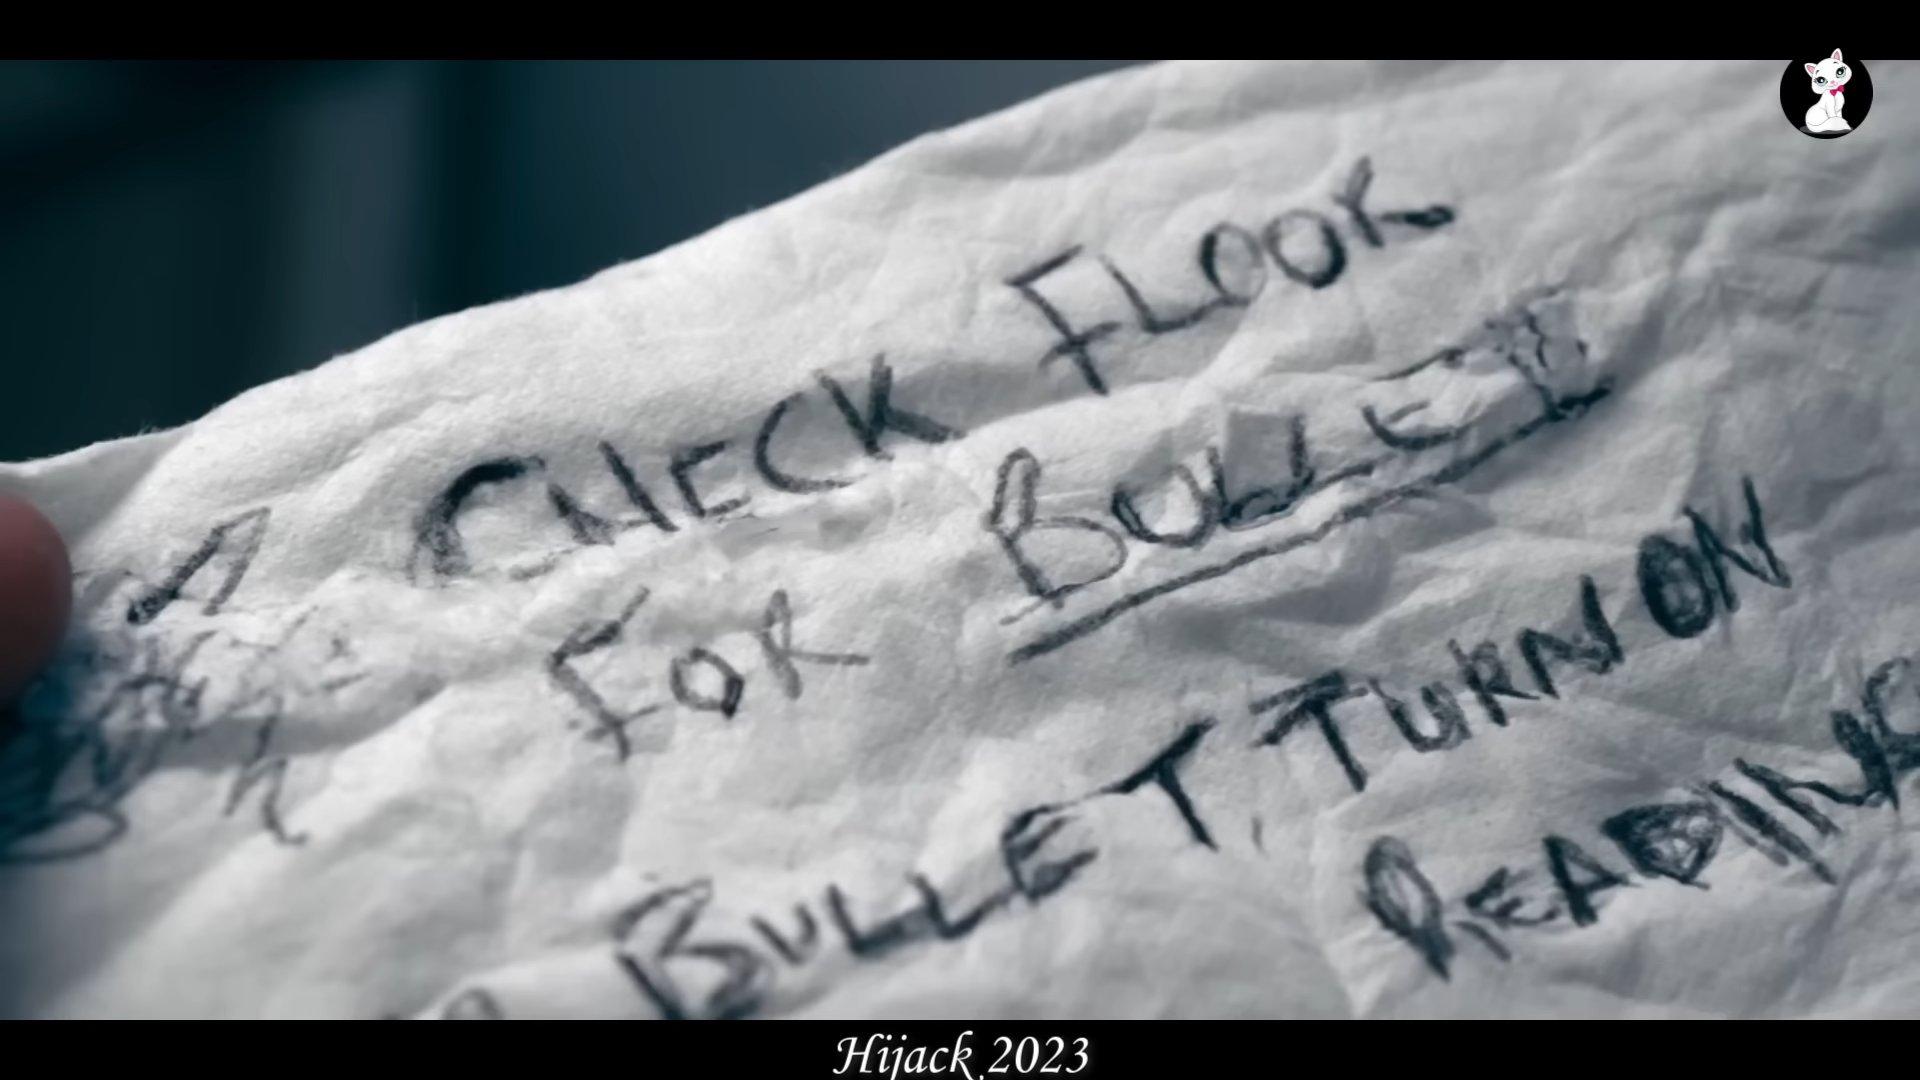 CHECK FLOOR
FOR BULLET
BULLET, TURN ON
READING
Hijack 2023